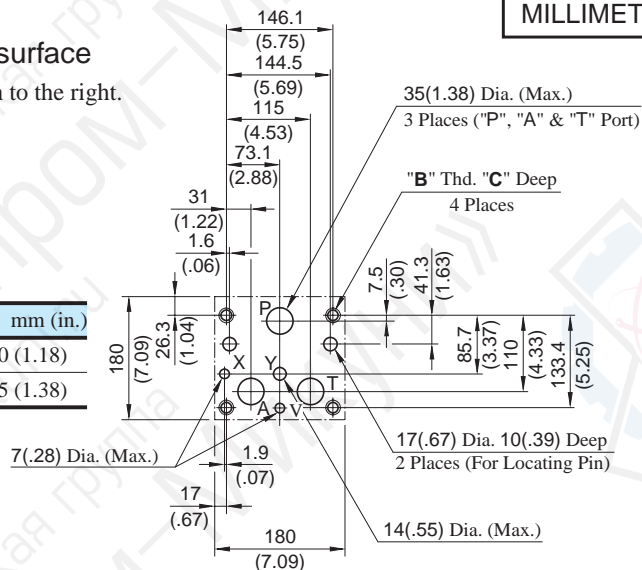 MILLIMET
surface
n to the right.
146.1
(5.75)
144.5
(5.69)
115
(4.53)
73.1
(2.88)
31
(1.22)
1.6
(.06)
35(1.38) Dia. (Max.)
3 Places ("P", "A" & "T" Port)
"B" Thd. "C" Deep
4 Places
7.5
(.30)
41.3
(1.63)
mm (in.)
0 (1.18)
5 (1.38)
180
(7.09)
26.3
(1.04)
P
X
Y
T
A
V
85.7
(3.37)
110
(4.33)
133.4
(5.25)
7(.28) Dia. (Max.)
1.9
(.07)
17
(.67)
180
(7.09)
17(.67) Dia. 10(.39) Deep
2 Places (For Locating Pin)
14(.55) Dia. (Max.)